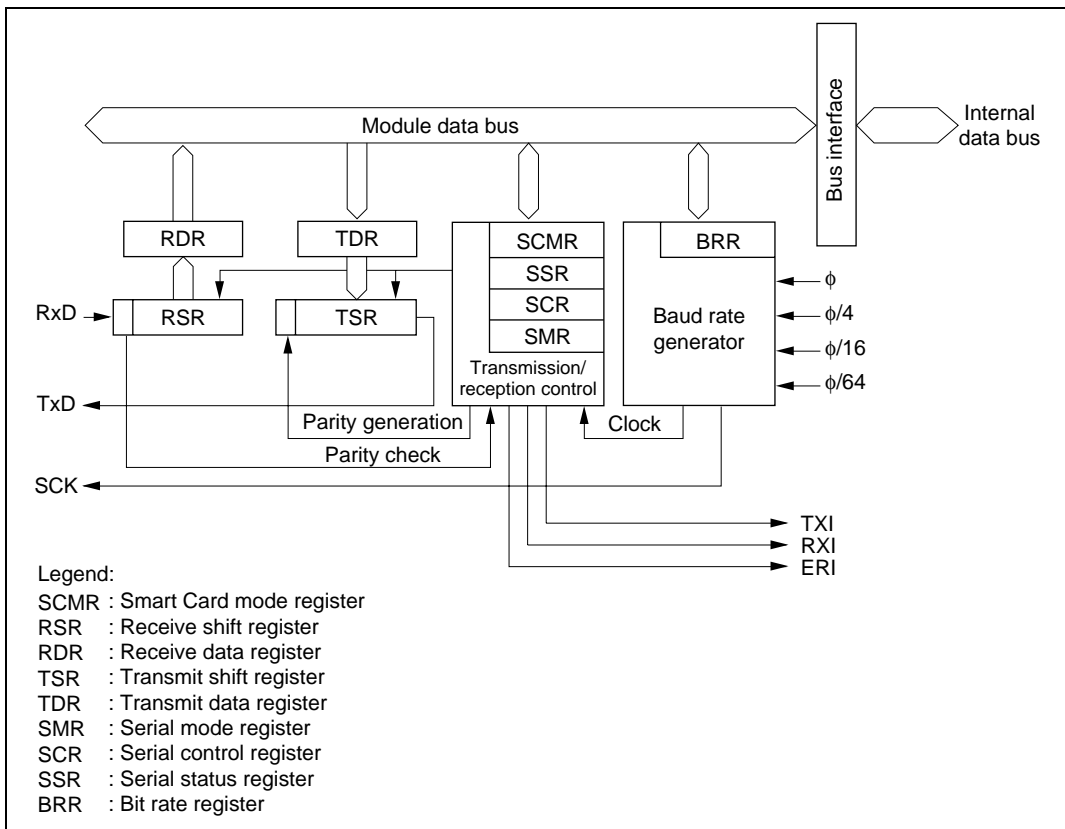 Module data bus
Bus interface
Internal
data bus
RDR
TDR
SCMR
SSR
SCR
SMR
Transmission/
reception control
BRR
Baud rate
generator
ϕ
ϕ/4
ϕ/16
ϕ/64
RxD
RSR
TSR
TxD
Parity generation
Parity check
Clock
SCK
TXI
RXI
ERI
Legend:
SCMR : Smart Card mode register
RSR : Receive shift register
RDR : Receive data register
TSR : Transmit shift register
TDR : Transmit data register
SMR : Serial mode register
SCR : Serial control register
SSR : Serial status register
BRR : Bit rate register